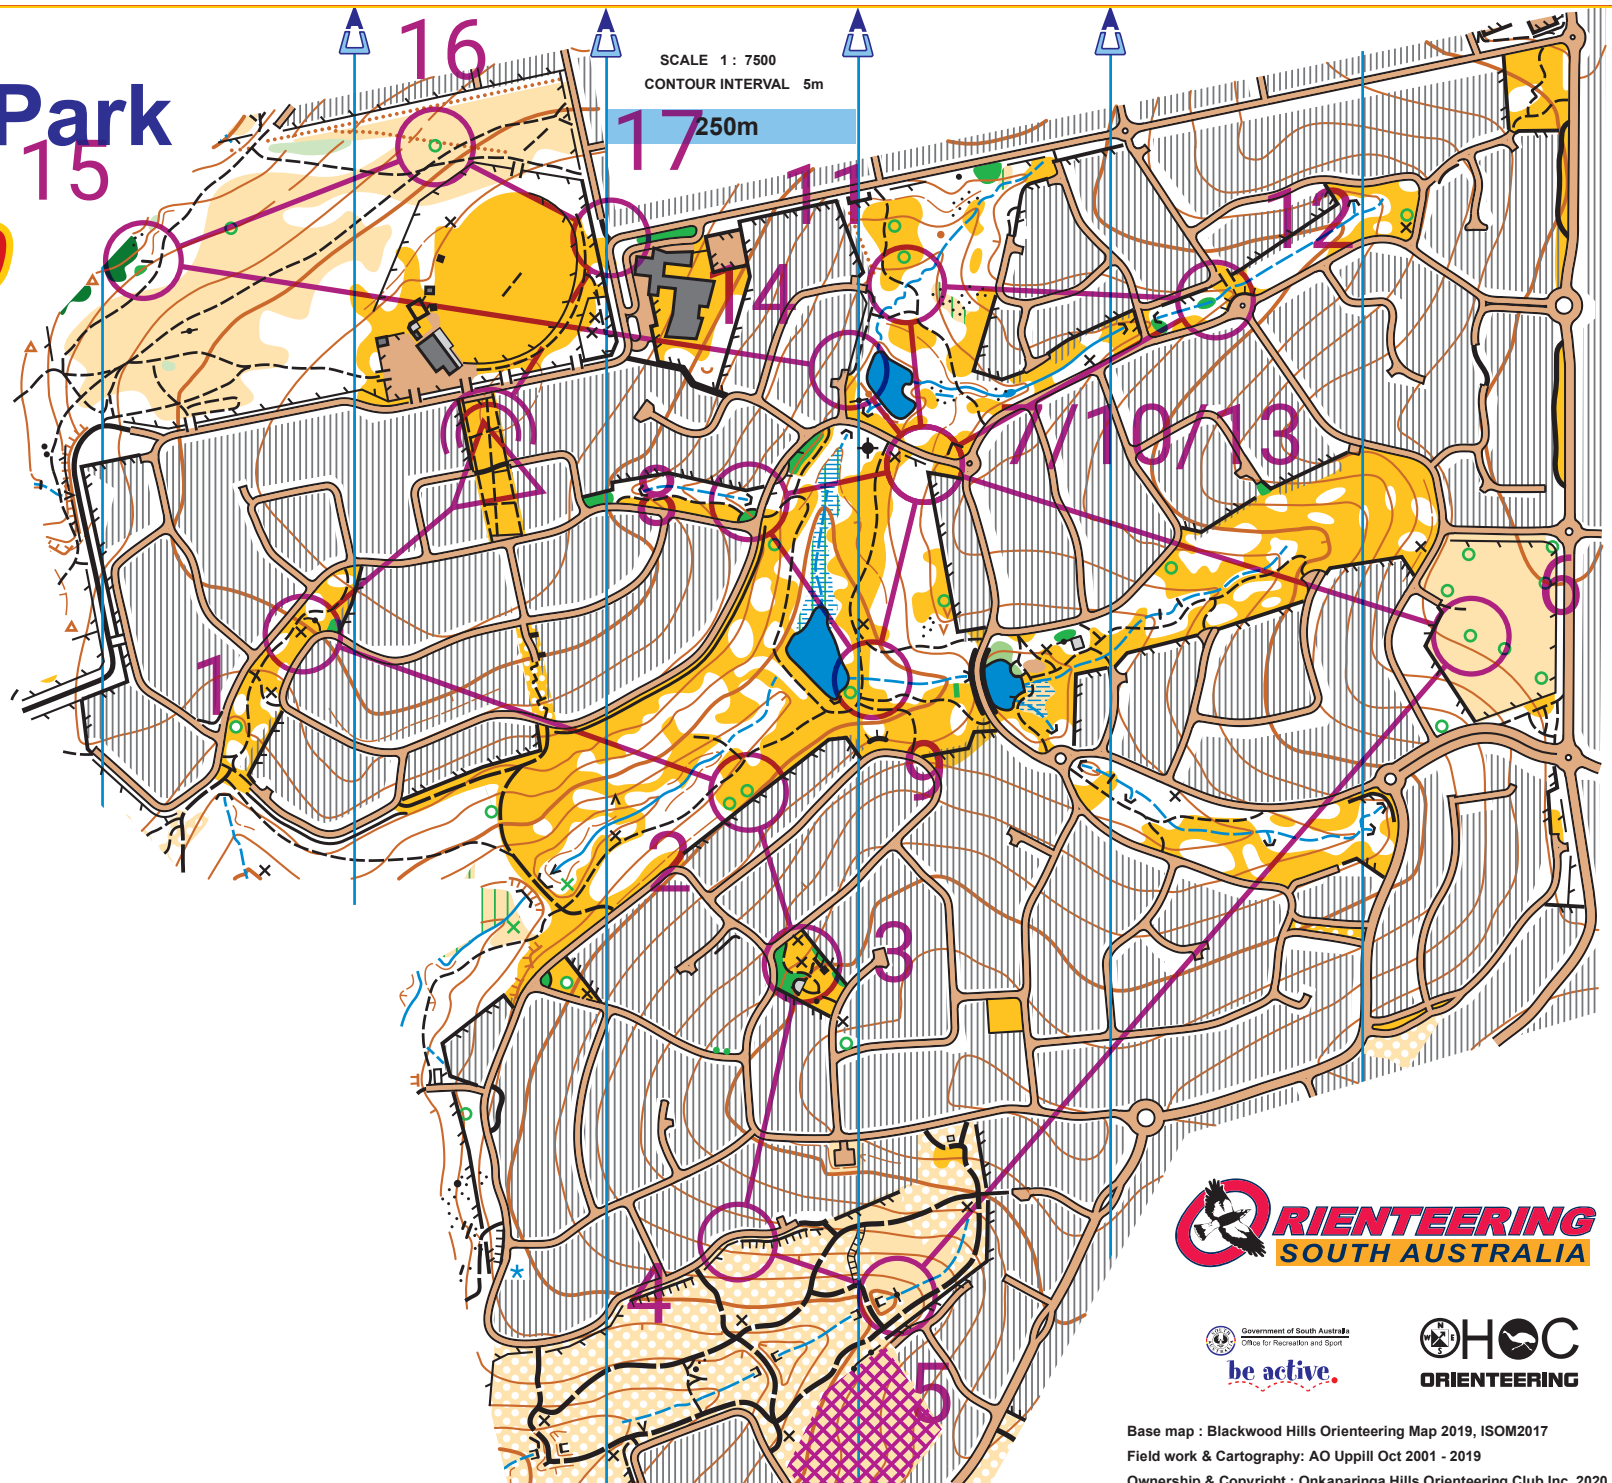 16
SCALE 1 : 7500
CONTOUR INTERVAL 5m
Park
17
250m
15
11
12
14
7/10/13
8
6
1
9
2
3
4
5
ORIENTEERING
SOUTH AUSTRALIA
Government of South Australia
Office for Recreation and Sport
be active.
N
W E
S
OHOC
ORIENTEERING
Base map : Blackwood Hills Orienteering Map 2019, ISOM2017
Field work & Cartography: AO Uppill Oct 2001 - 2019
Ownership & Copyright : Onkaparinga Hills Orienteering Club Inc. 2020